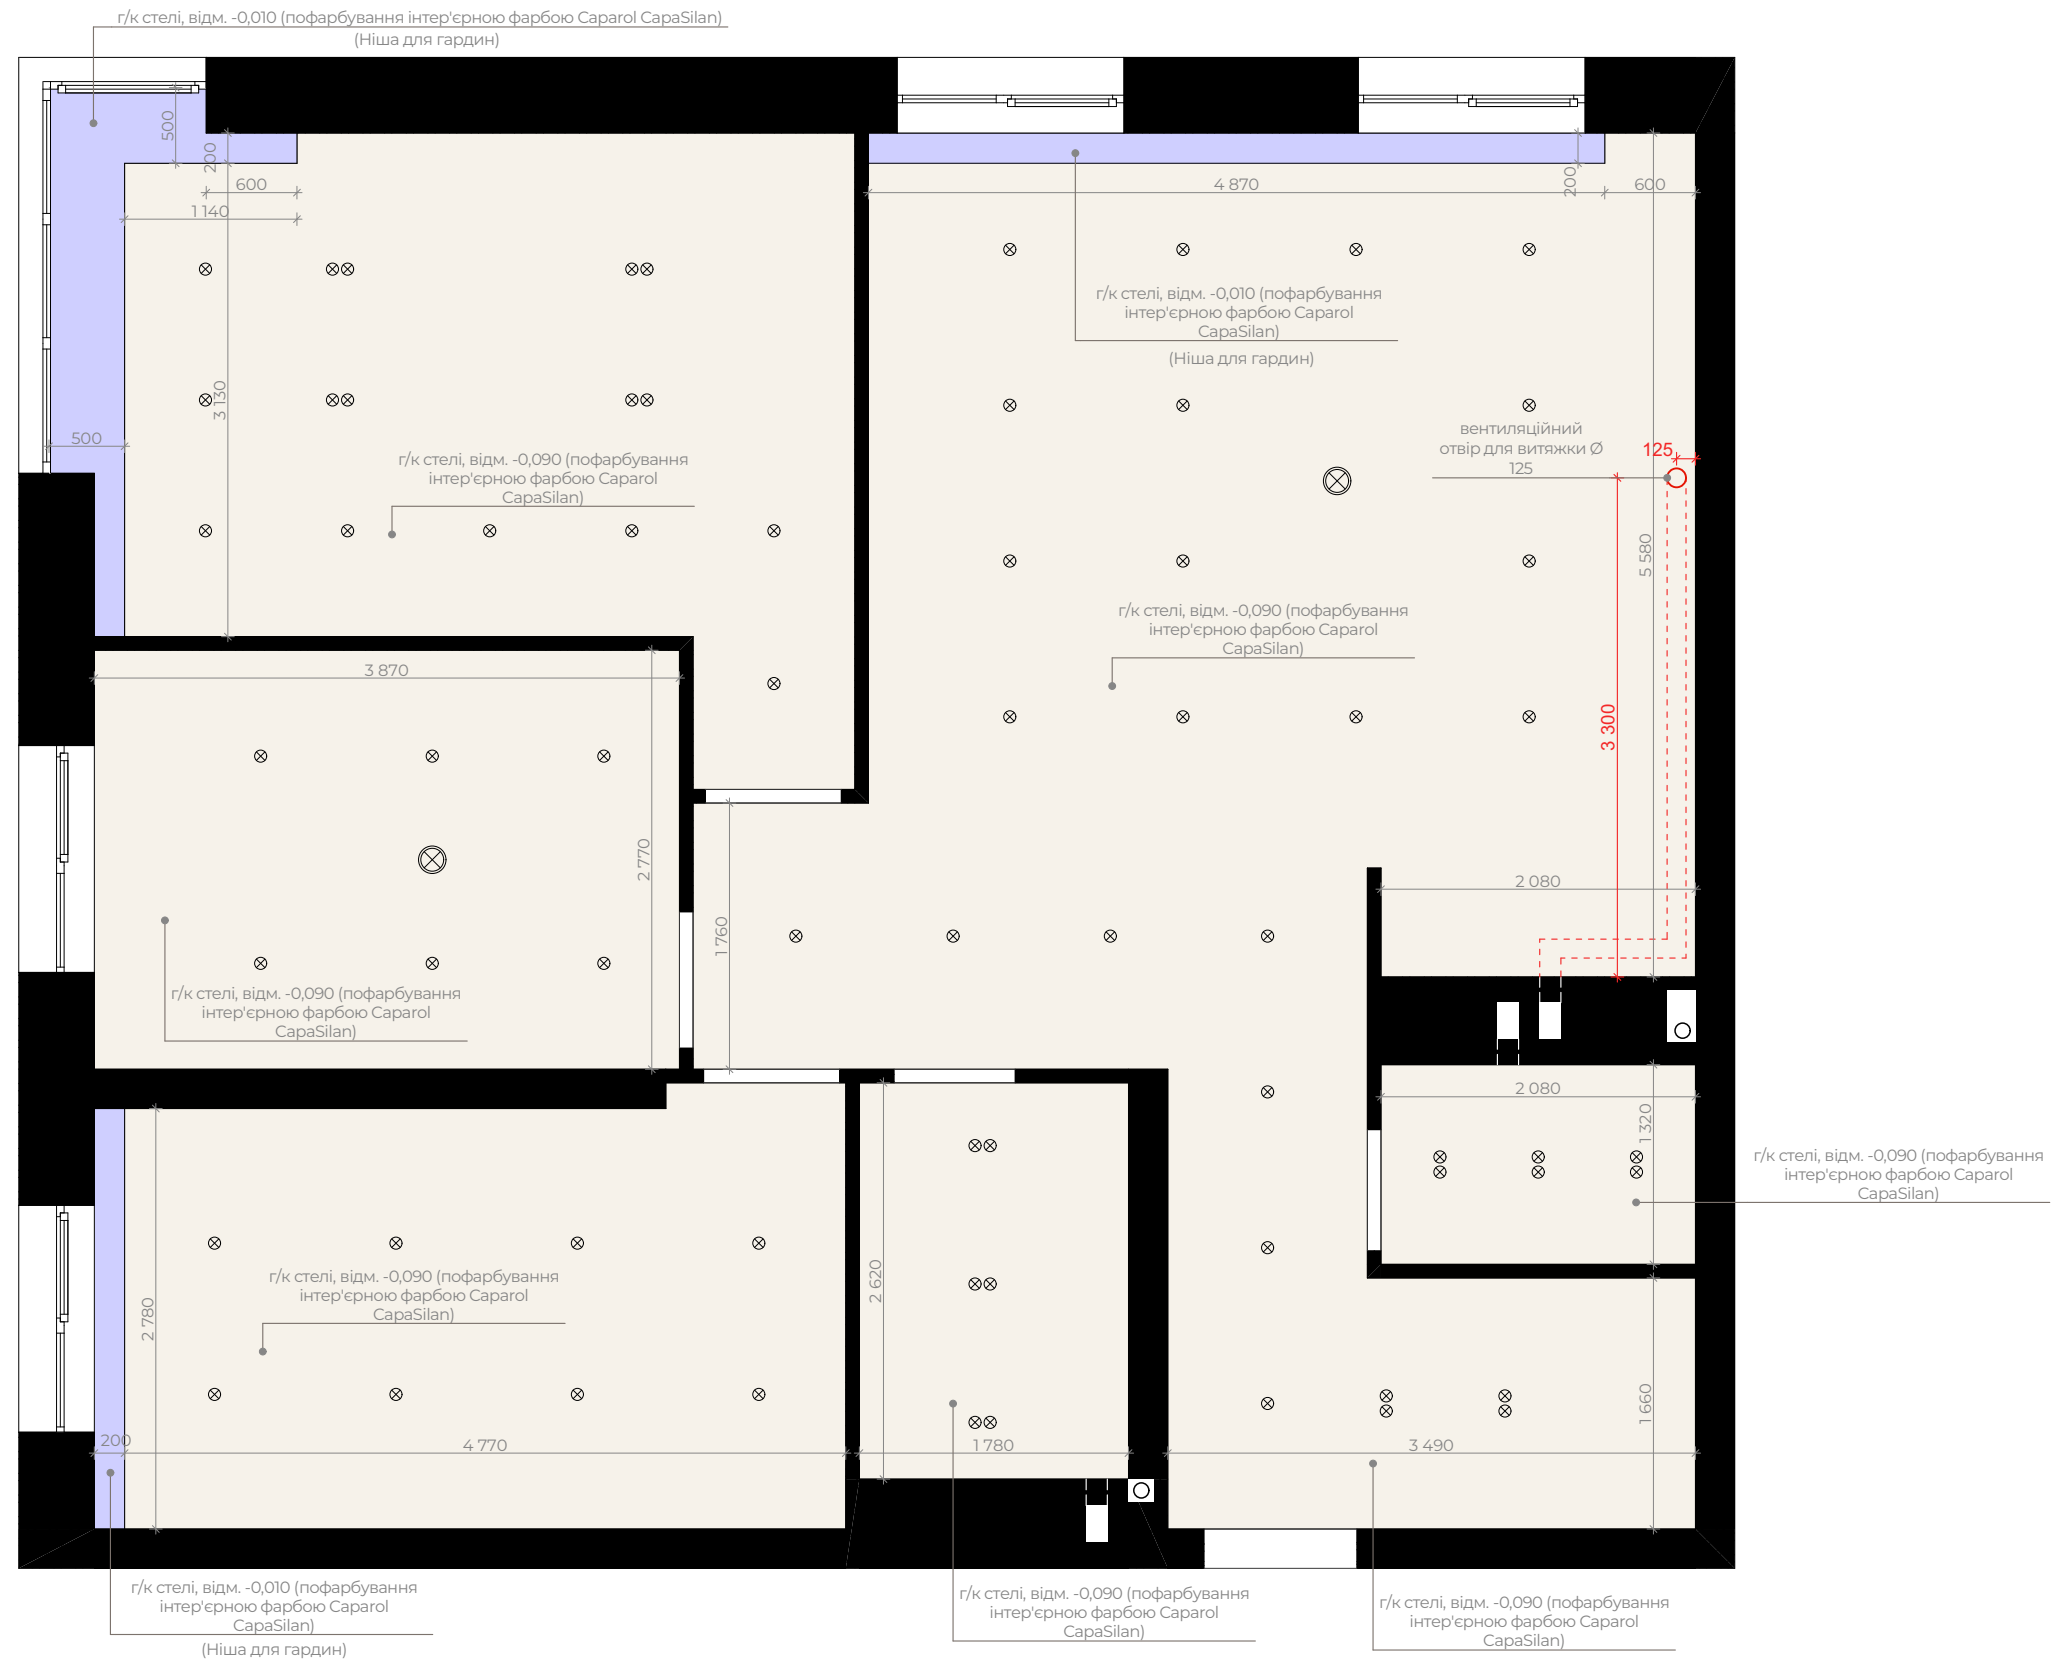 г/к стелі, відм. -0,010 (пофарбування інтер'єрною фарбою Caparol CapaSilan)
(Ніша для гардин)
500
200
600
1 140
3 130
500
г/к стелі, відм. -0,090 (пофарбування
інтер'єрною фарбою Caparol
CapaSilan)
4 870
200
600
г/к стелі, відм. -0,010 (пофарбування
інтер'єрною фарбою Caparol
CapaSilan)
(Ніша для гардин)
вентиляційний
отвір для витяжки Ø
125
125
5 580
3 300
г/к стелі, відм. -0,090 (пофарбування
інтер'єрною фарбою Caparol
CapaSilan)
3 870
2 770
г/к стелі, відм. -0,090 (пофарбування
інтер'єрною фарбою Caparol
CapaSilan)
1 760
2 080
2 080
1 320
г/к стелі, відм. -0,090 (пофарбування
інтер'єрною фарбою Caparol
CapaSilan)
2 780
г/к стелі, відм. -0,090 (пофарбування
інтер'єрною фарбою Caparol
CapaSilan)
2 620
1 660
200
4 770
1 780
3 490
г/к стелі, відм. -0,010 (пофарбування
інтер'єрною фарбою Caparol
CapaSilan)
(Ніша для гардин)
г/к стелі, відм. -0,090 (пофарбування
інтер'єрною фарбою Caparol
CapaSilan)
г/к стелі, відм. -0,090 (пофарбування
інтер'єрною фарбою Caparol
CapaSilan)